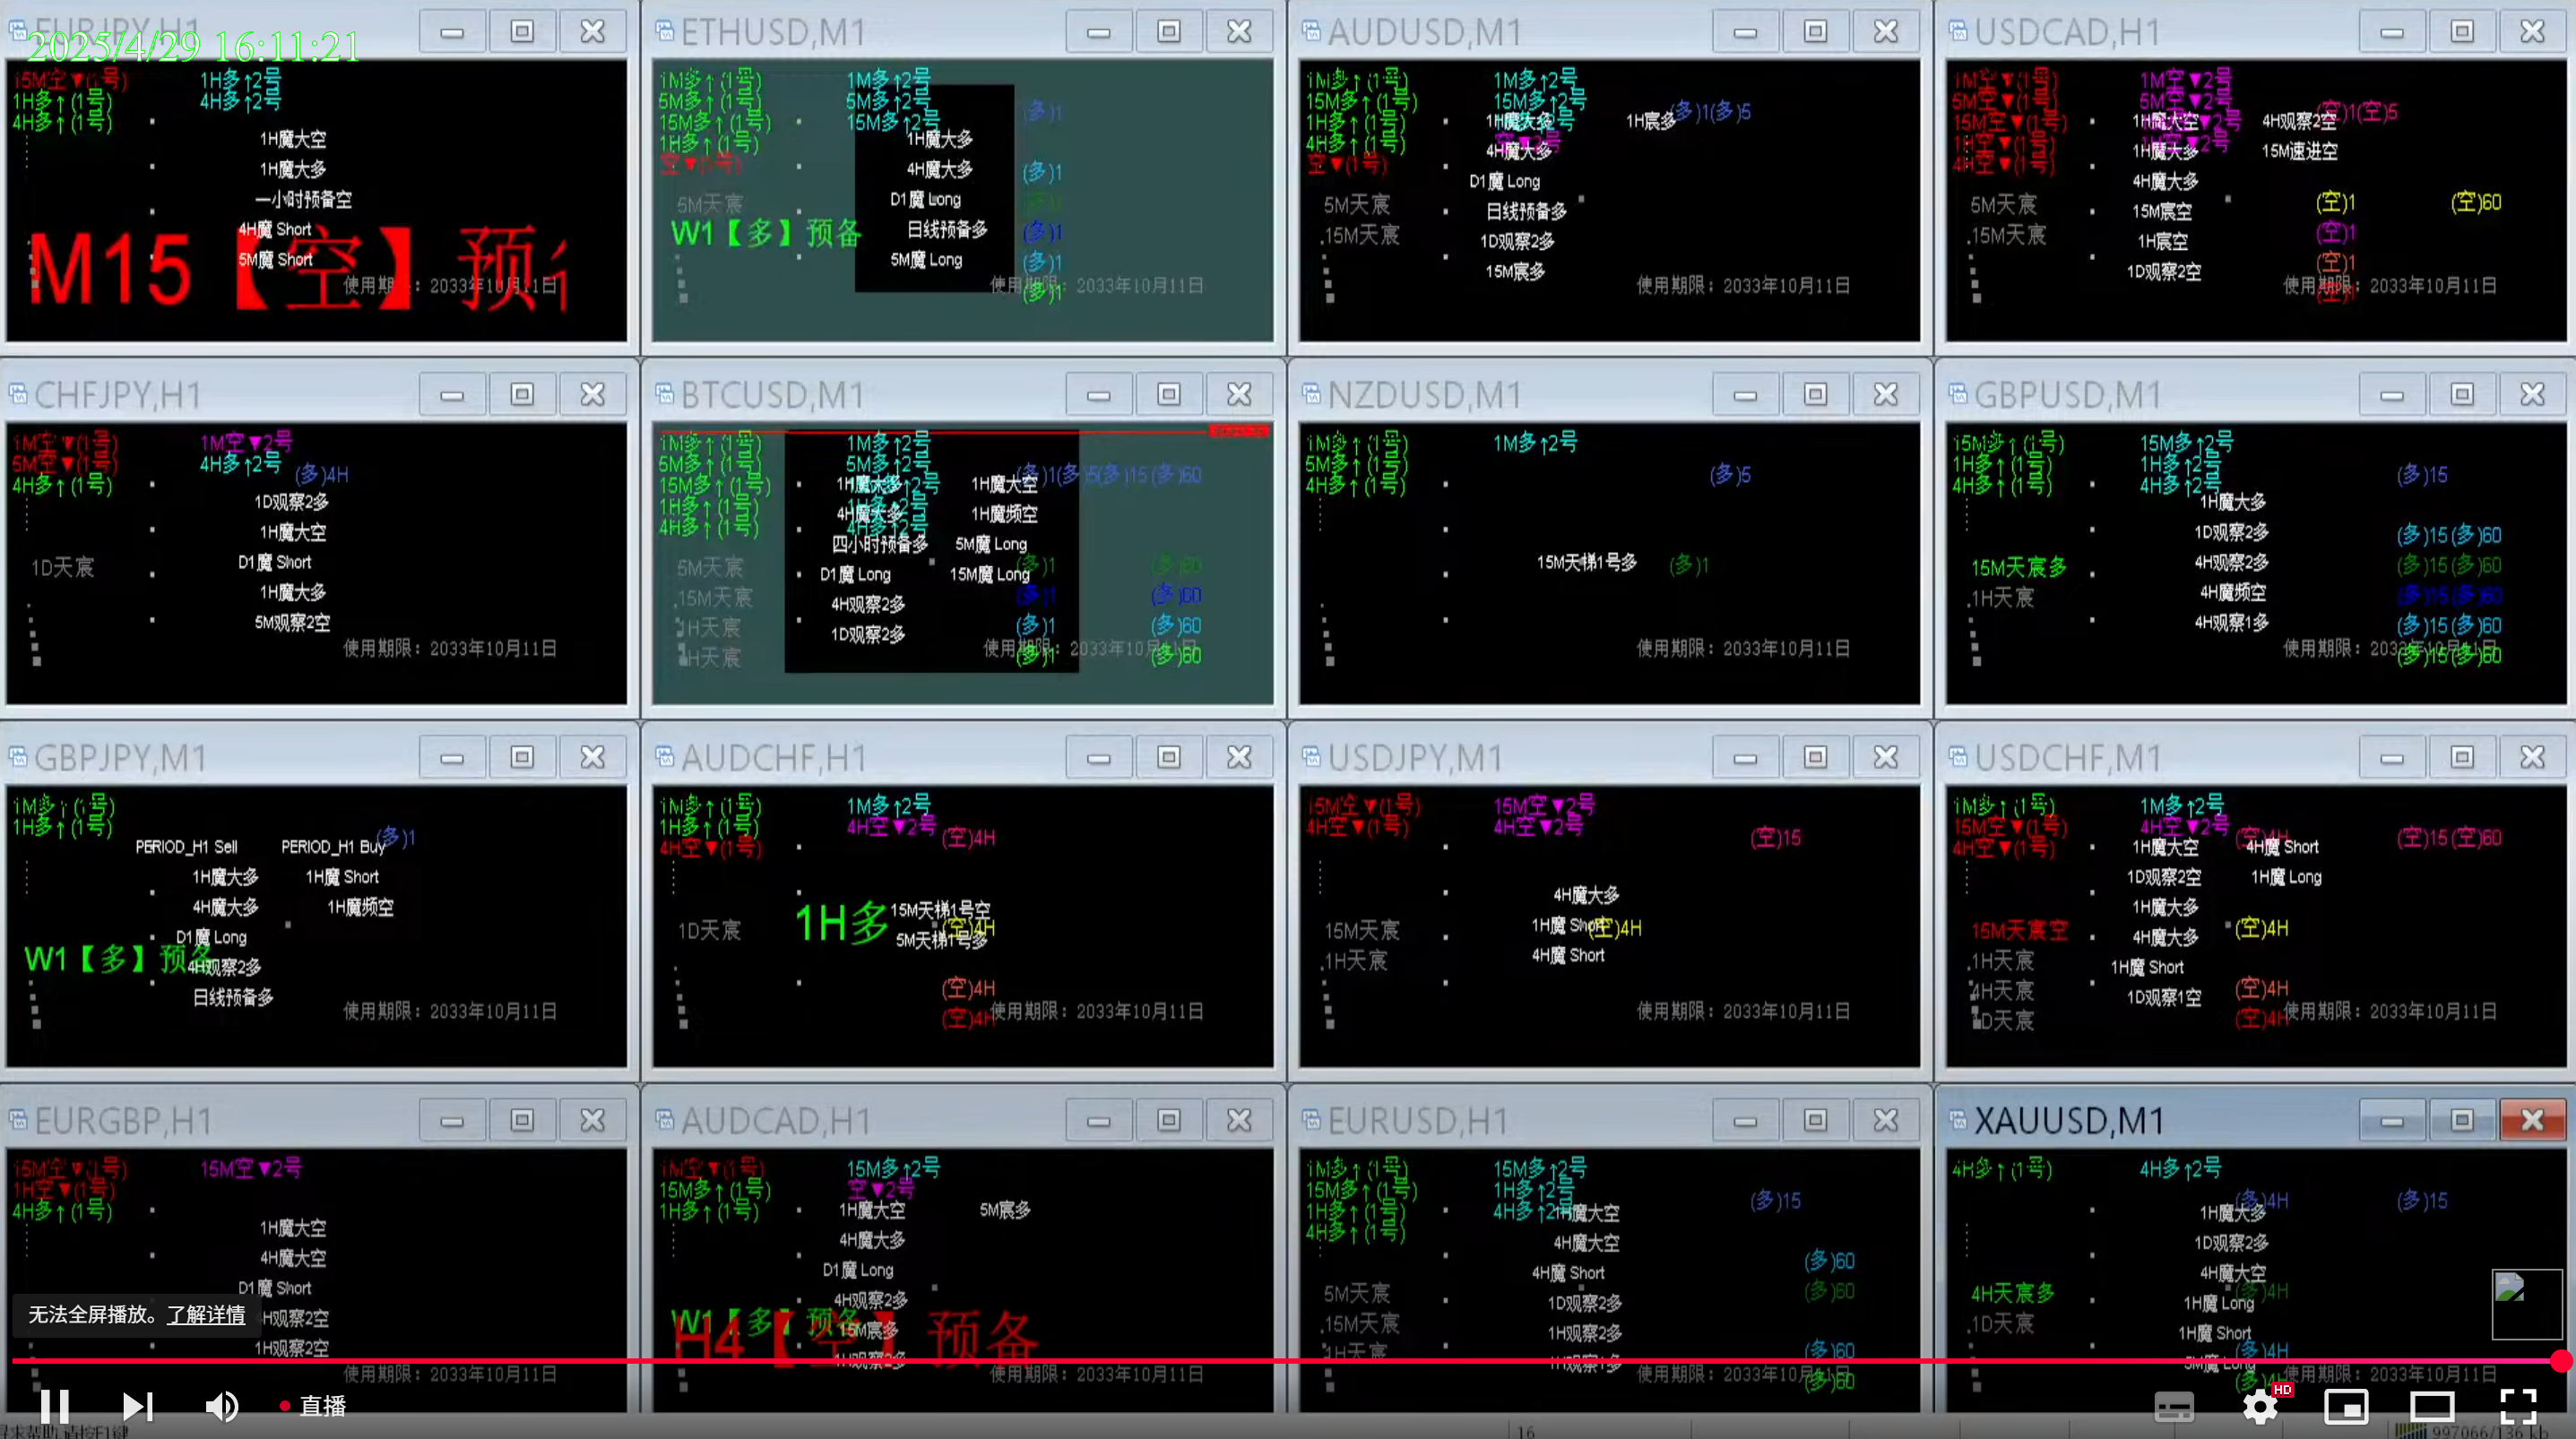 EURJPY,H1
2025/4/29 16:11:21
15M空▼(1号)
1H多↑2号
1H多↑(1号)
4H多↑2号
4H多↑(1号)
1H魔大空
1H魔大多
一小时预备空
4H魔 Short
5M魔 Short
M15【空】预
2033年10月11日
ETHUSD,M1
1M多↑(1号)
1M多↑2号
5M多↑(1号)
5M多↑2号
(多)1
15M多↑(1号)
15M多↑2号
1H多↑(1号)
1H魔大多
空▼(1号)
4H魔大多
(多)1
5M天宸
D1魔 Long
W1【多】预备
日线预备多
(多)1
5M魔 Long
(多)1
使用期限：2033年10月11日
(多)1
AUDUSD,M1
1M多↑(1号)
1M多↑2号
15M多↑(1号)
15M多↑2号
(多)1(多)5
1H多↑(1号)
1H魔大多
1H宸多
4H多↑(1号)
4H魔大多
空▼(1号)
D1魔 Long
5M天宸
日线预备多
.15M天宸
1D观察2多
15M宸多
使用期限：2033年10月11日
USDCAD,H1
1M空▼(1号)
1M空▼2号
5M空▼(1号)
5M空▼2号
(空)1(空)5
15M空▼(1号)
1H魔大空
4H观察2空
1H空▼(1号)
1H魔大多
15M速进空
4H空▼(1号)
4H魔大多
5M天宸
15M宸空
(空)1
(空)60
.15M天宸
1H宸空
(空)1
1D观察2空
(空)1
使用期限：2033年10月11日
CHFJPY,H1
1M空▼(1号)
1M空▼2号
5M空▼(1号)
4H多↑2号
(多)4H
4H多↑(1号)
1D观察2多
1H魔大空
1D天宸
D1魔 Short
1H魔大多
5M观察2空
使用期限：2033年10月11日
BTCUSD,M1
1M多↑(1号)
1M多↑2号
5M多↑(1号)
5M多↑2号
(多)1(多)5(多)15(多)60
15M多↑(1号)
1H魔大多
1H魔大空
1H多↑(1号)
4H魔大多
1H魔频空
4H多↑(1号)
4H多↑2号
四小时预备多
5M魔 Long
5M天宸
D1魔 Long
15M魔 Long
(多)1
(多)60
.15M天宸
4H观察2多
(多)1
(多)60
1H天宸
1D观察2多
(多)1
(多)60
使用期限：2033年10月11日
(多)1
(多)60
NZDUSD,M1
1M多↑(1号)
1M多↑2号
5M多↑(1号)
(多)5
4H多↑(1号)
15M天梯1号多
(多)1
使用期限：2033年10月11日
GBPUSD,M1
15M多↑(1号)
15M多↑2号
1H多↑(1号)
1H多↑2号
(多)15
4H多↑(1号)
4H多↑2号
1H魔大多
1D观察2多
(多)15(多)60
15M天宸多
4H观察2多
(多)15(多)60
.1H天宸
4H魔频空
(多)15(多)60
4H观察1多
(多)15(多)60
使用期限：
(多)15(多)60
GBPJPY,M1
1M多↑(1号)
1H多↑(1号)
PERIOD_H1 Sell
PERIOD_H1 Buy
(多)1
1H魔大多
1H魔 Short
4H魔大多
1H魔频空
D1魔 Long
W1【多】预备
4H观察2多
日线预备多
使用期限：2033年10月11日
AUDCHF,H1
1M多↑(1号)
1M多↑2号
1H多↑(1号)
4H空▼2号
(空)4H
4H空▼(1号)
1D天宸
1H多
15M天梯1号空
(空)4H
5M天梯1号多
(空)4H
(空)4H
使用期限：2033年10月11日
USDJPY,M1
15M空▼(1号)
15M空▼2号
4H空▼(1号)
4H空▼2号
(空)15
4H魔大多
15M天宸
1H魔 Short
(空)4H
.1H天宸
4H魔 Short
使用期限：2033年10月11日
USDCHF,M1
1M多↑(1号)
1M多↑2号
15M空▼(1号)
4H空▼2号
(空)4H
(空)15(空)60
4H空▼(1号)
1H魔大空
4H魔 Short
1D观察2空
1H魔 Long
1H魔大多
15M天宸空
4H魔大多
(空)4H
.1H天宸
1H魔 Short
4H天宸
1D观察1空
(空)4H
1D天宸
(空)4H
使用期限：2033年10月11日
EURGBP,H1
15M空▼(1号)
15M空▼2号
1H空▼(1号)
4H多↑(1号)
1H魔大空
4H魔大空
D1魔 Short
无法全屏播放。了解详情
H观察2空
1H观察2空
使用期限：2033年10月11日
AUDCAD,H1
1M空▼(1号)
15M多↑2号
15M多↑(1号)
空▼2号
1H多↑(1号)
1H魔大空
5M宸多
4H魔大多
D1魔 Long
4H观察2多
W1【多】预备
15M宸多
H4【空】预备
1H观察2多
使用期限：2033年10月11日
EURUSD,H1
1M多↑(1号)
15M多↑2号
15M多↑(1号)
1H多↑2号
(多)15
1H多↑(1号)
4H多↑2号
1H魔大空
4H多↑(1号)
4H魔大空
4H魔 Short
(多)60
5M天宸
1D观察2多
(多)60
.15M天宸
1H观察2多
1H天宸
(多)60
使用期限：2033年10月11日
(多)60
XAUUSD,M1
4H多↑(1号)
4H多↑2号
(多)4H
(多)15
1H魔大多
1D观察2多
4H魔大空
4H天宸多
1H魔 Long
(多)4H
.1D天宸
1H魔 Short
(多)4H
5M魔 Long
使用期限：2033年10月11日
直播
HD
16
997066/136 kb